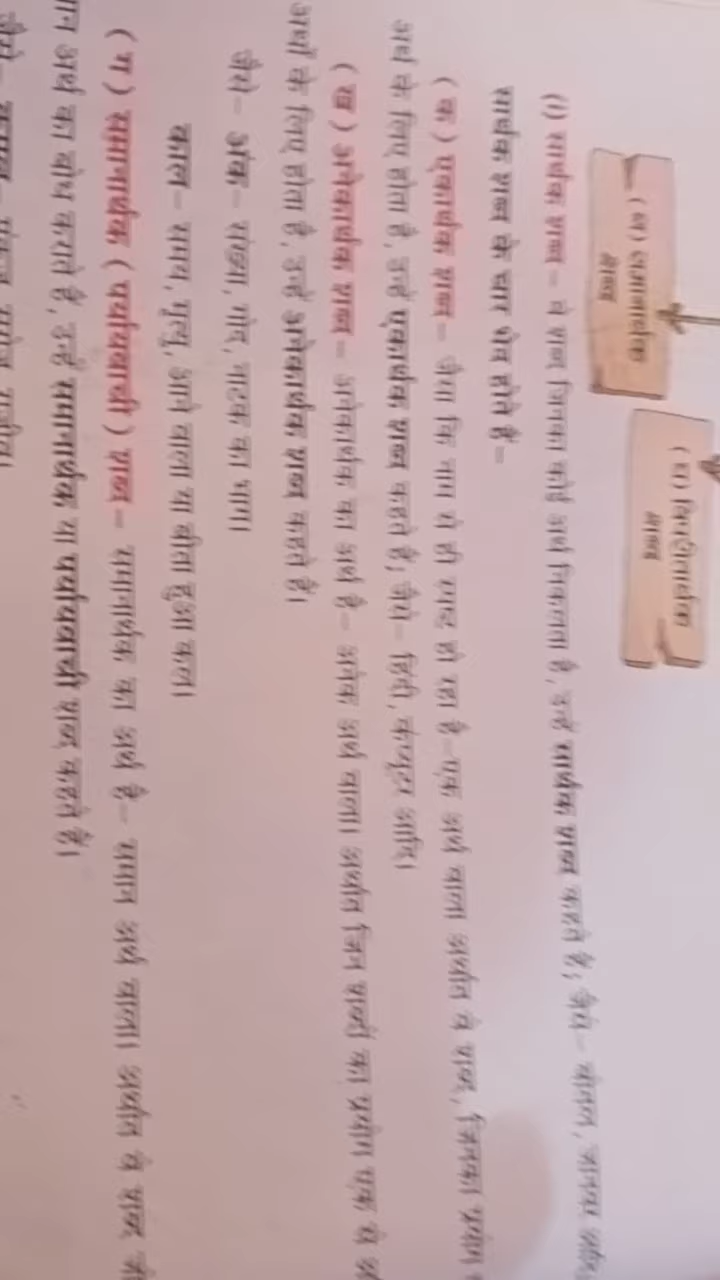 (ग) समानार्थक
शब्द
(घ) विपरीतार्थक
शब्द
(i) सार्थक शब्द – वे शब्द जिनका कोई अर्थ निकलता है, उन्हें सार्थक शब्द कहते हैं; जैसे – जानवर
सार्थक शब्द के चार भेद होते हैं –
(क) एकार्थक शब्द – जैसा कि नाम से ही स्पष्ट हो रहा है – एक अर्थ वाला अर्थात वे शब्द, जिनका प्रयोग
अर्थ के लिए होता है, उन्हें एकार्थक शब्द कहते हैं; जैसे – हिंदी, कंप्यूटर आदि।
(ख) अनेकार्थक शब्द – अनेकार्थक का अर्थ है – अनेक अर्थ वाला। अर्थात जिन शब्दों का प्रयोग एक से
अर्थों के लिए होता है, उन्हें अनेकार्थक शब्द कहते हैं।
जैसे – अंक – संख्या, गोद, नाटक का भाग।
काल – समय, मृत्यु, आने वाला या बीता हुआ कल।
(ग) समानार्थक (पर्यायवाची) शब्द – समानार्थक का अर्थ है – समान अर्थ वाला। अर्थात वे शब्द
अर्थ का बोध कराते हैं, उन्हें समानार्थक या पर्यायवाची शब्द कहते हैं।
जैसे – कमल – पंकज, सरोज, राजीव।